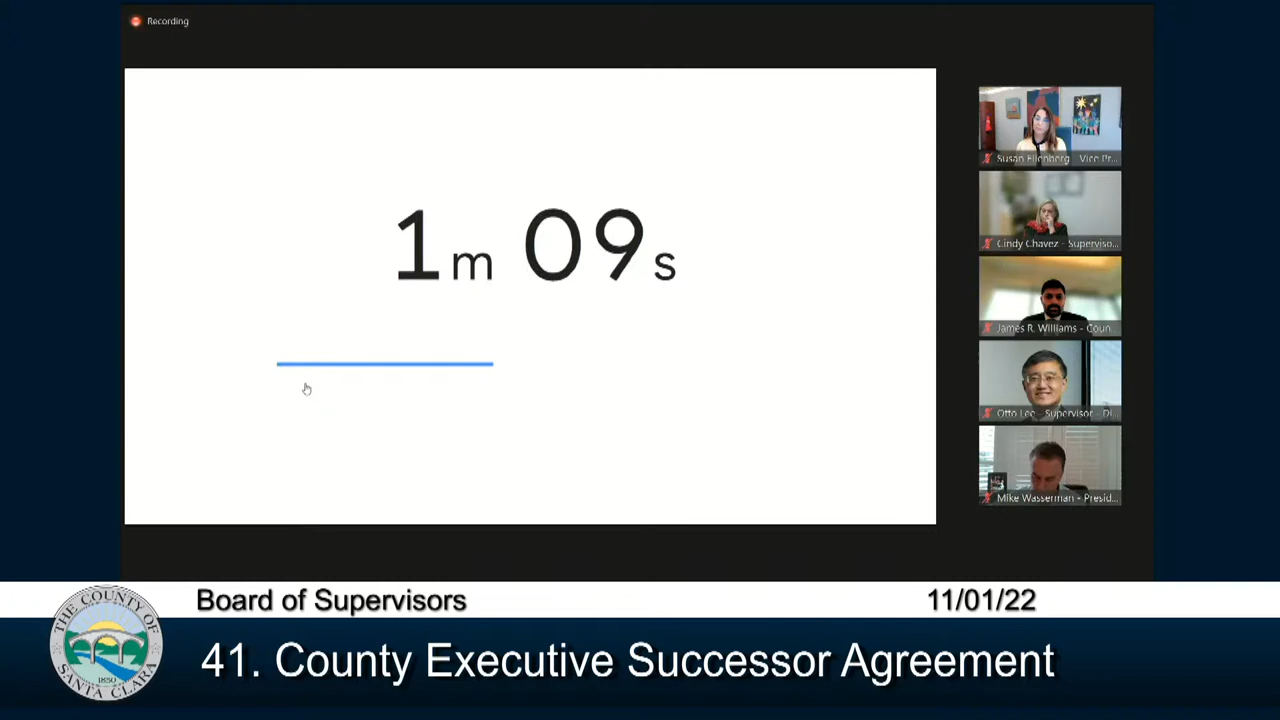 Recording
1m 09s
Susan Ellenberg - Vice Pr...
Cindy Chavez - Superviso...
James R. Williams - Coun...
Otto Lee - Supervisor - Di...
Mike Wasserman - Presid...
Board of Supervisors
11/01/22
41. County Executive Successor Agreement
THE COUNTY OF
SANTA CLARA
1850